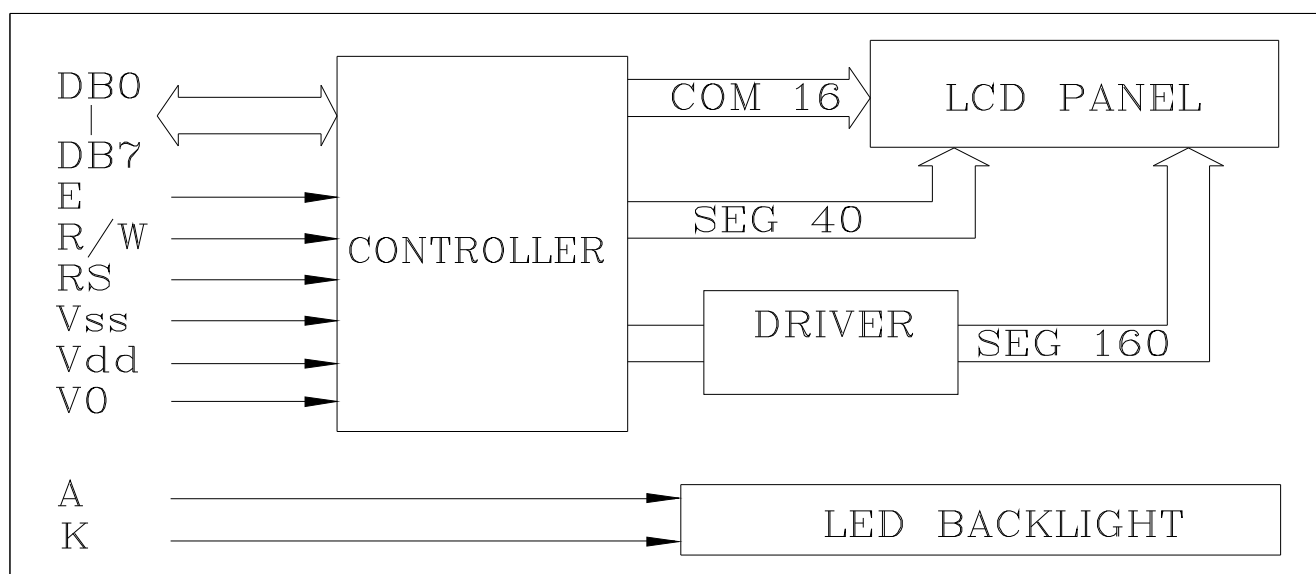 DB0
|
DB7
E
R/W
RS
Vss
Vdd
V0
A
K
CONTROLLER
COM 16
SEG 40
DRIVER
SEG 160
LCD PANEL
LED BACKLIGHT